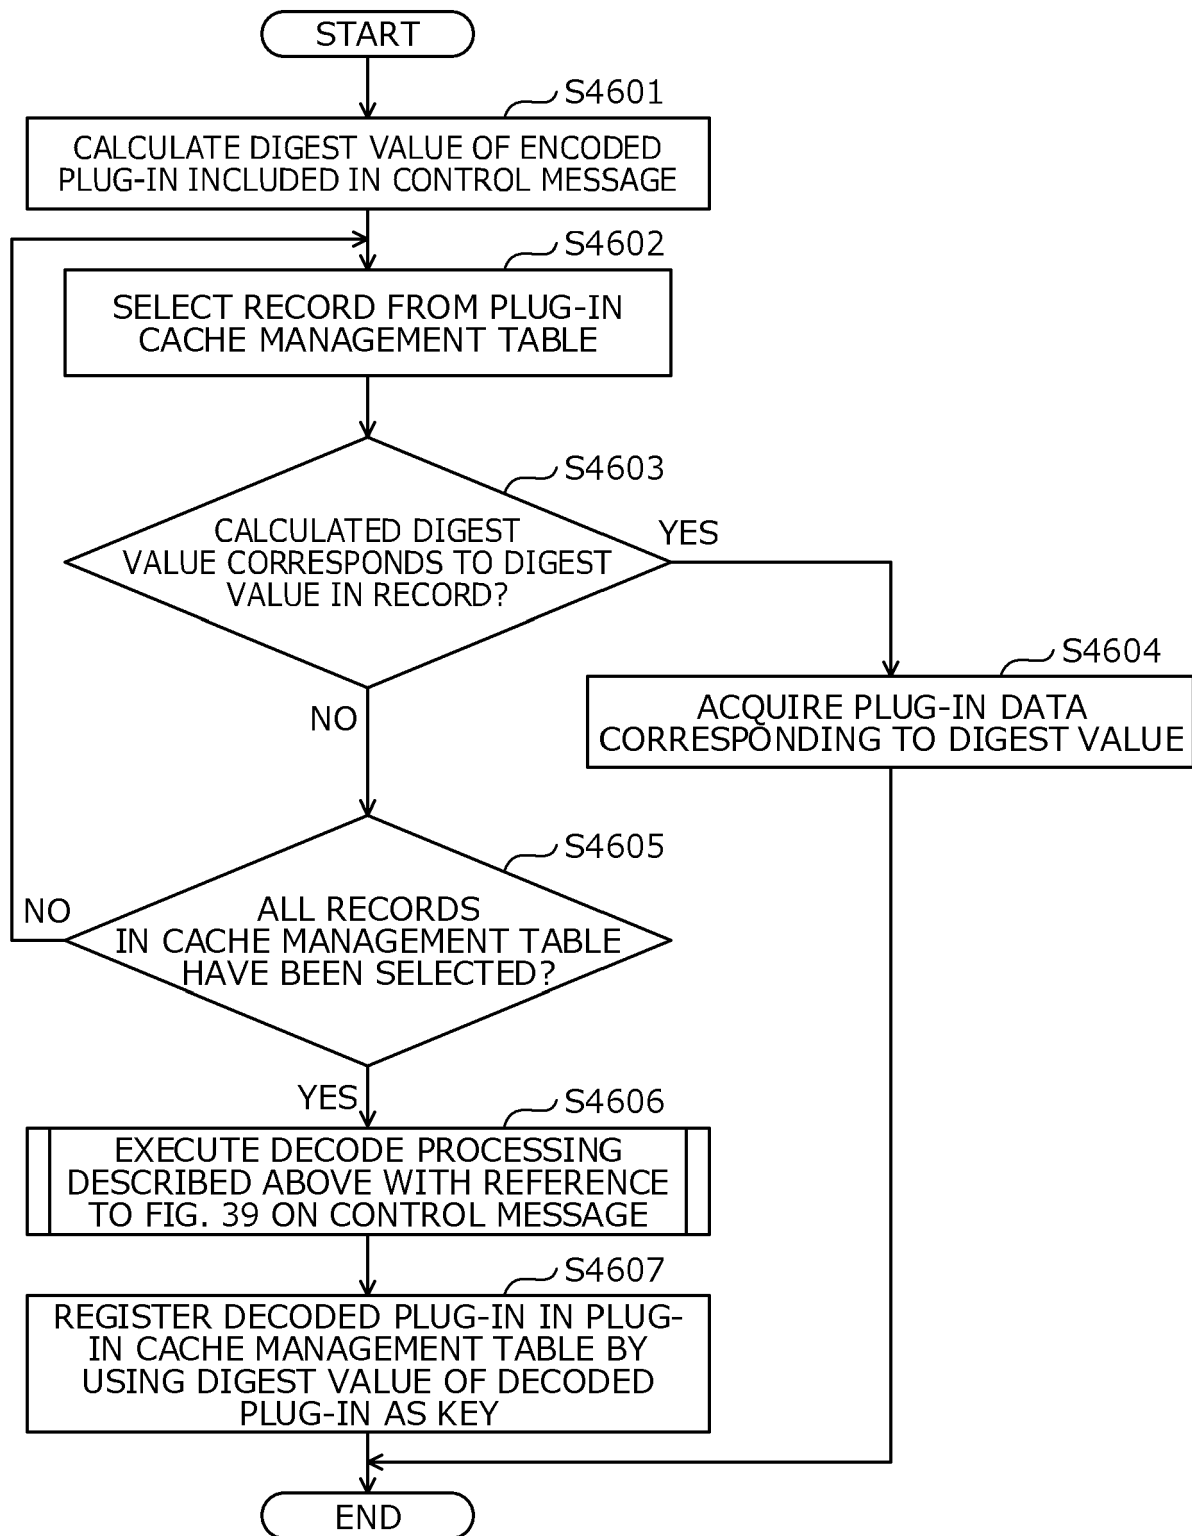 START
S4601
CALCULATE DIGEST VALUE OF ENCODED
PLUG-IN INCLUDED IN CONTROL MESSAGE
S4602
SELECT RECORD FROM PLUG-IN
CACHE MANAGEMENT TABLE
S4603
CALCULATED DIGEST
VALUE CORRESPONDS TO DIGEST
VALUE IN RECORD?
YES
NO
S4604
ACQUIRE PLUG-IN DATA
CORRESPONDING TO DIGEST VALUE
S4605
ALL RECORDS
IN CACHE MANAGEMENT TABLE
HAVE BEEN SELECTED?
NO
YES
S4606
EXECUTE DECODE PROCESSING
DESCRIBED ABOVE WITH REFERENCE
TO FIG. 39 ON CONTROL MESSAGE
S4607
REGISTER DECODED PLUG-IN IN PLUG-
IN CACHE MANAGEMENT TABLE BY
USING DIGEST VALUE OF DECODED
PLUG-IN AS KEY
END